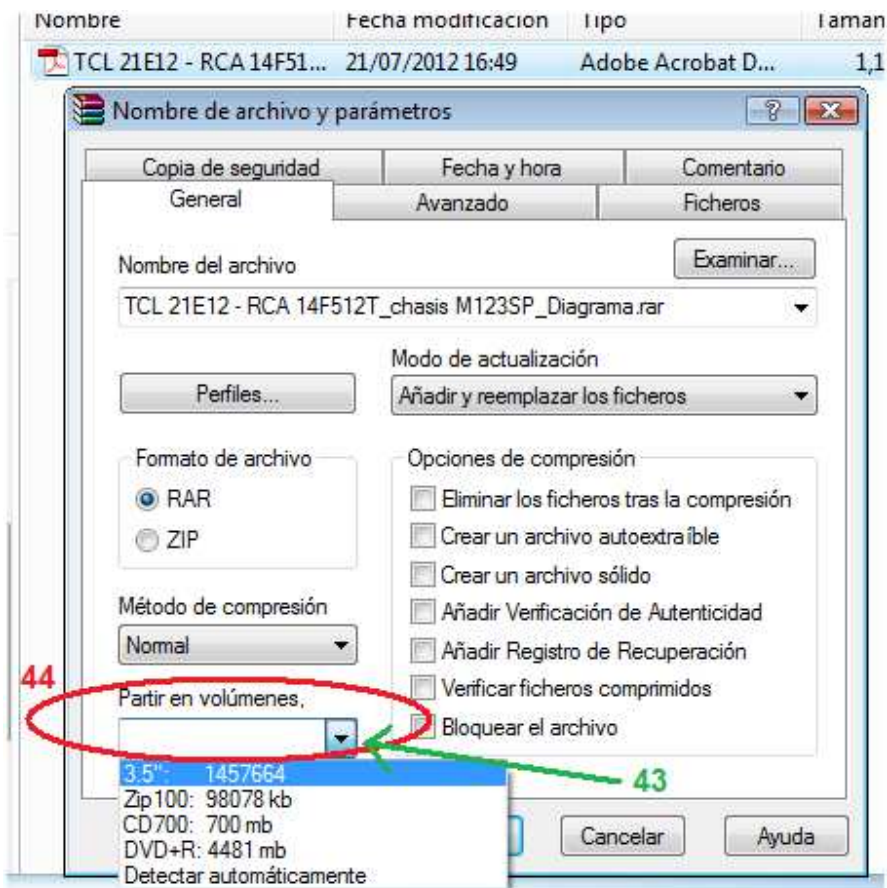 Nombre Fecha modificación Tipo Taman
TCL 21E12 - RCA 14F51... 21/07/2012 16:49 Adobe Acrobat D... 1,1
Nombre de archivo y parámetros ?
Copia de seguridad Fecha y hora Comentario
General Avanzado Ficheros
Nombre del archivo Examinar...
TCL 21E12 - RCA 14F512T_chasis M123SP_Diagrama.rar
Modo de actualización
Perfiles... Añadir y reemplazar los ficheros
Formato de archivo
RAR
ZIP
Opciones de compresión
Eliminar los ficheros tras la compresión
Crear un archivo autoextraíble
Crear un archivo sólido
Añadir Verificación de Autenticidad
Añadir Registro de Recuperación
Verificar ficheros comprimidos
Bloquear el archivo
Método de compresión
Normal
44
Partir en volúmenes,
43
3.5": 1457664
Zip100: 98078 kb
CD700: 700 mb
DVD+R: 4481 mb
Detectar automáticamente
Cancelar Ayuda